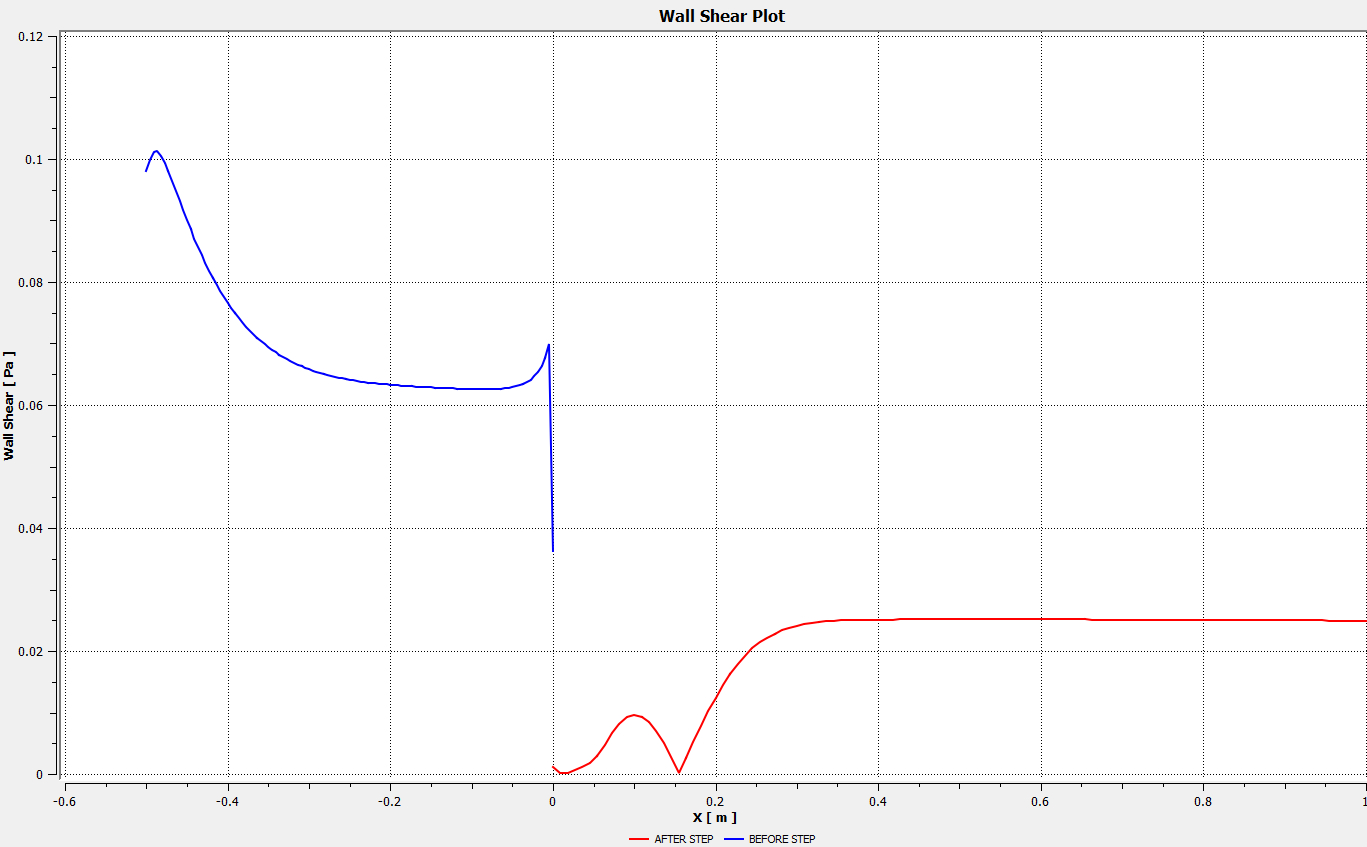 Wall Shear Plot
0.12
0.1
0.08
0.06
0.04
0.02
0
Wall Shear [ Pa ]
-0.6 -0.4 -0.2 0 0.2 0.4 0.6 0.8 1
X [ m ]
AFTER STEP BEFORE STEP